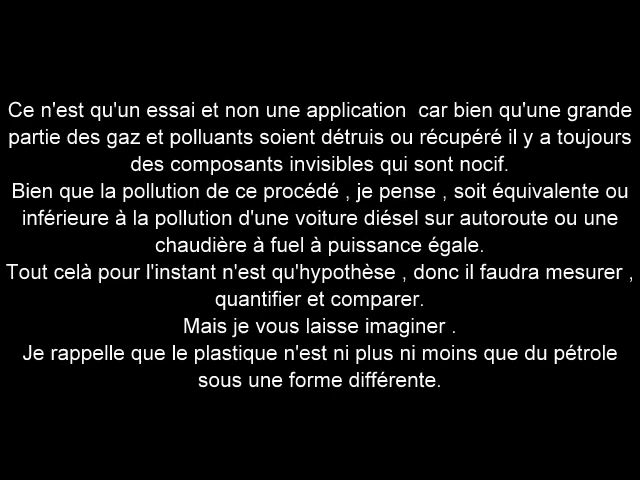 Ce n'est qu'un essai et non une application  car bien qu'une grande
partie des gaz et polluants soient détruis ou récupéré il y a toujours
des composants invisibles qui sont nocif.
Bien que la pollution de ce procédé , je pense , soit équivalente ou
inférieure à la pollution d'une voiture diésel sur autoroute ou une
chaudière à fuel à puissance égale.
Tout celà pour l'instant n'est qu'hypothèse , donc il faudra mesurer ,
quantifier et comparer.
Mais je vous laisse imaginer .
Je rappelle que le plastique n'est ni plus ni moins que du pétrole
sous une forme différente.